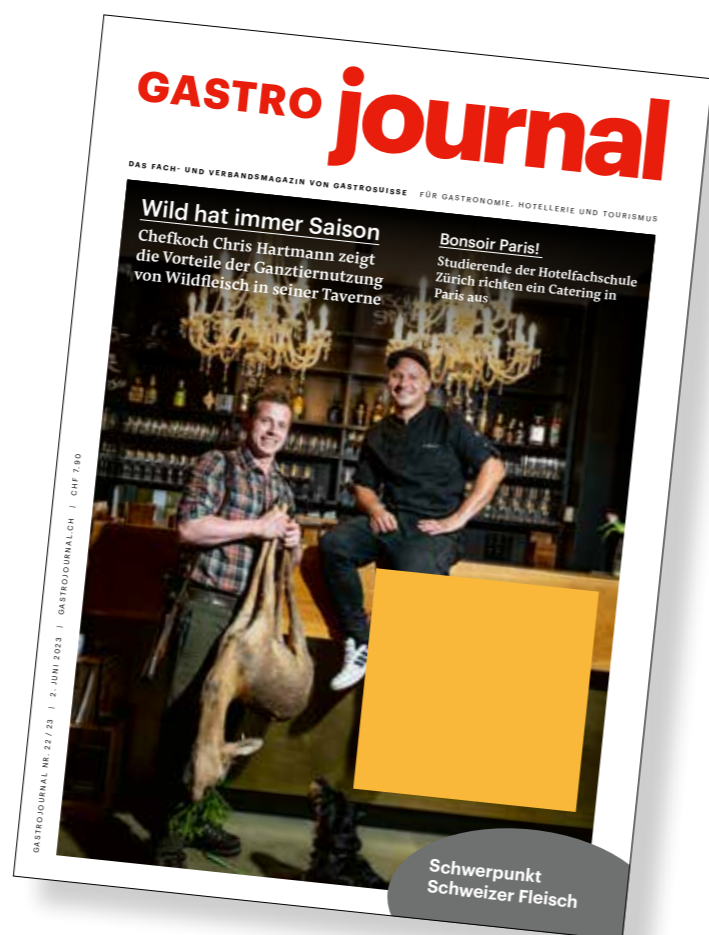 GASTRO journal
DAS FACH- UND VERBANDSMAGAZIN VON GASTROSUISSE FÜR GASTRONOMIE, HOTELLERIE UND TOURISMUS
Wild hat immer Saison
Chefkoch Chris Hartmann zeigt
die Vorteile der Ganztiernutzung
von Wildfleisch in seiner Taverne
Bonsoir Paris!
Studierende der Hotelfachschule
Zürich richten ein Catering in
Paris aus
GASTROJOURNAL NR. 22 / 23 | 2. JUNI 2023 | GASTROJOURNAL.CH | CHF 7.90
Schwerpunkt
Schweizer Fleisch